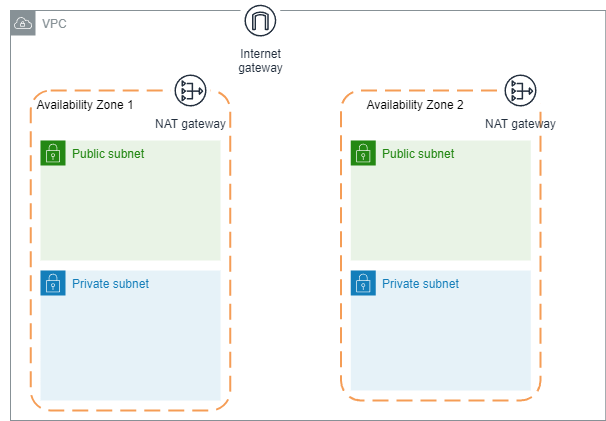 VPC
Internet
gateway
Availability Zone 1
NAT gateway
Public subnet
Private subnet
Availability Zone 2
NAT gateway
Public subnet
Private subnet